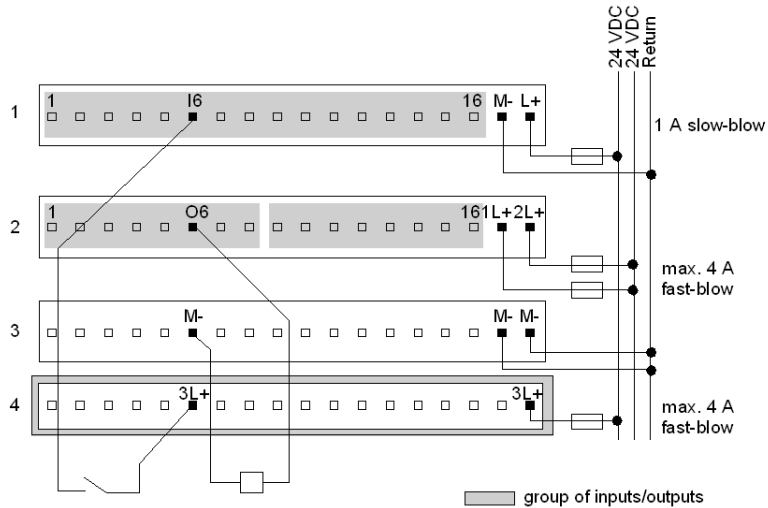 24 VDC
24 VDC
Return
1
1 I6 16 M- L+
1 A slow-blow
2
1 O6 16 1L+ 2L+
max. 4 A
fast-blow
3
M- M- M-
4
3L+ 3L+
max. 4 A
fast-blow
group of inputs/outputs